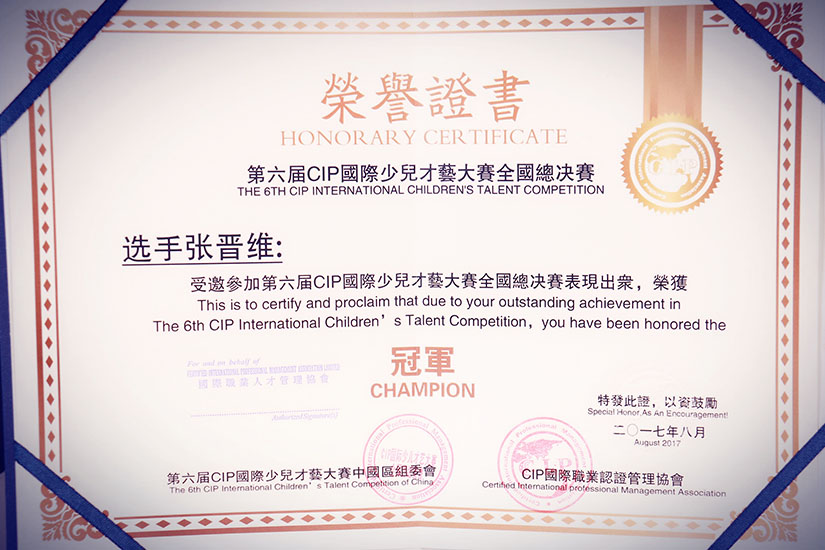 榮譽證書
HONORARY CERTIFICATE
第六届CIP國際少兒才藝大賽全國總决賽
THE 6TH CIP INTERNATIONAL CHILDREN'S TALENT COMPETITION
选手张晋维:
受邀參加第六届CIP國際少兒才藝大賽全國總决賽表現出衆，榮獲
This is to certify and proclaim that due to your outstanding achievement in
The 6th CIP International Children’s Talent Competition, you have been honored the
For and on behalf of
國際職業人才管理協會
Authorized Signature(s)
冠軍
CHAMPION
特發此證，以資鼓勵
Special Honor,As An Encouragement!
二〇一七年八月
August 2017
第六届CIP國際少兒才藝大賽中國區組委會
The 6th CIP International Children’s Talent Competition of China
CIP國際職業認證管理協會
Certified International professional Management Association